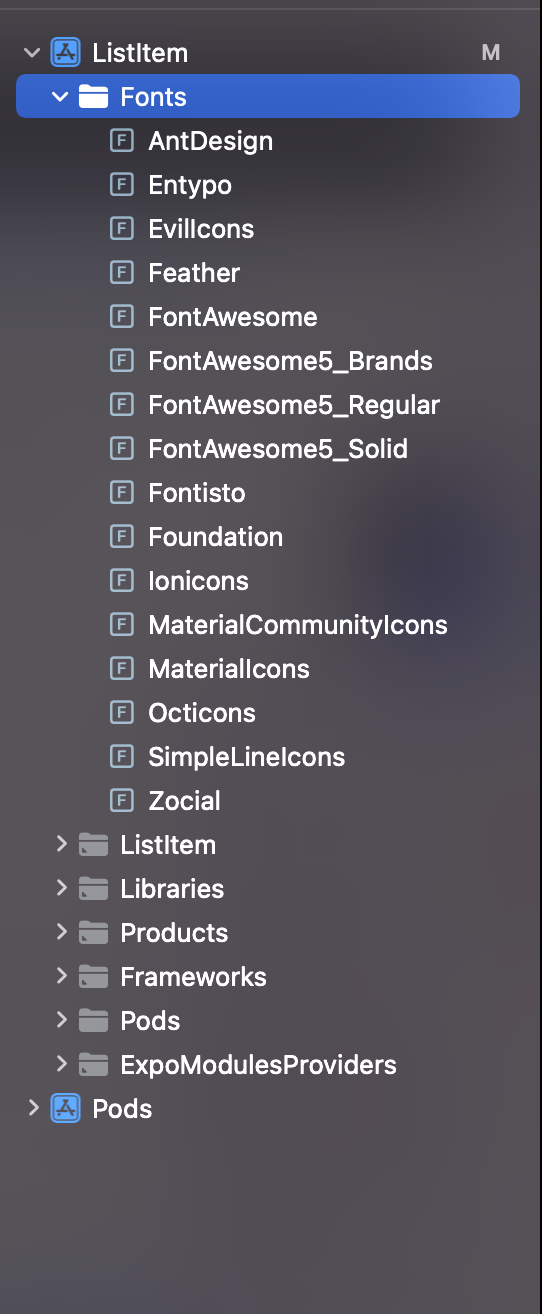 ListItem M
Fonts
F AntDesign
F Entypo
F EvilIcons
F Feather
F FontAwesome
F FontAwesome5_Brands
F FontAwesome5_Regular
F FontAwesome5_Solid
F Fontisto
F Foundation
F Ionicons
F MaterialCommunityIcons
F MaterialIcons
F Octicons
F SimpleLineIcons
F Zocial
ListItem
Libraries
Products
Frameworks
Pods
ExpoModulesProviders
Pods